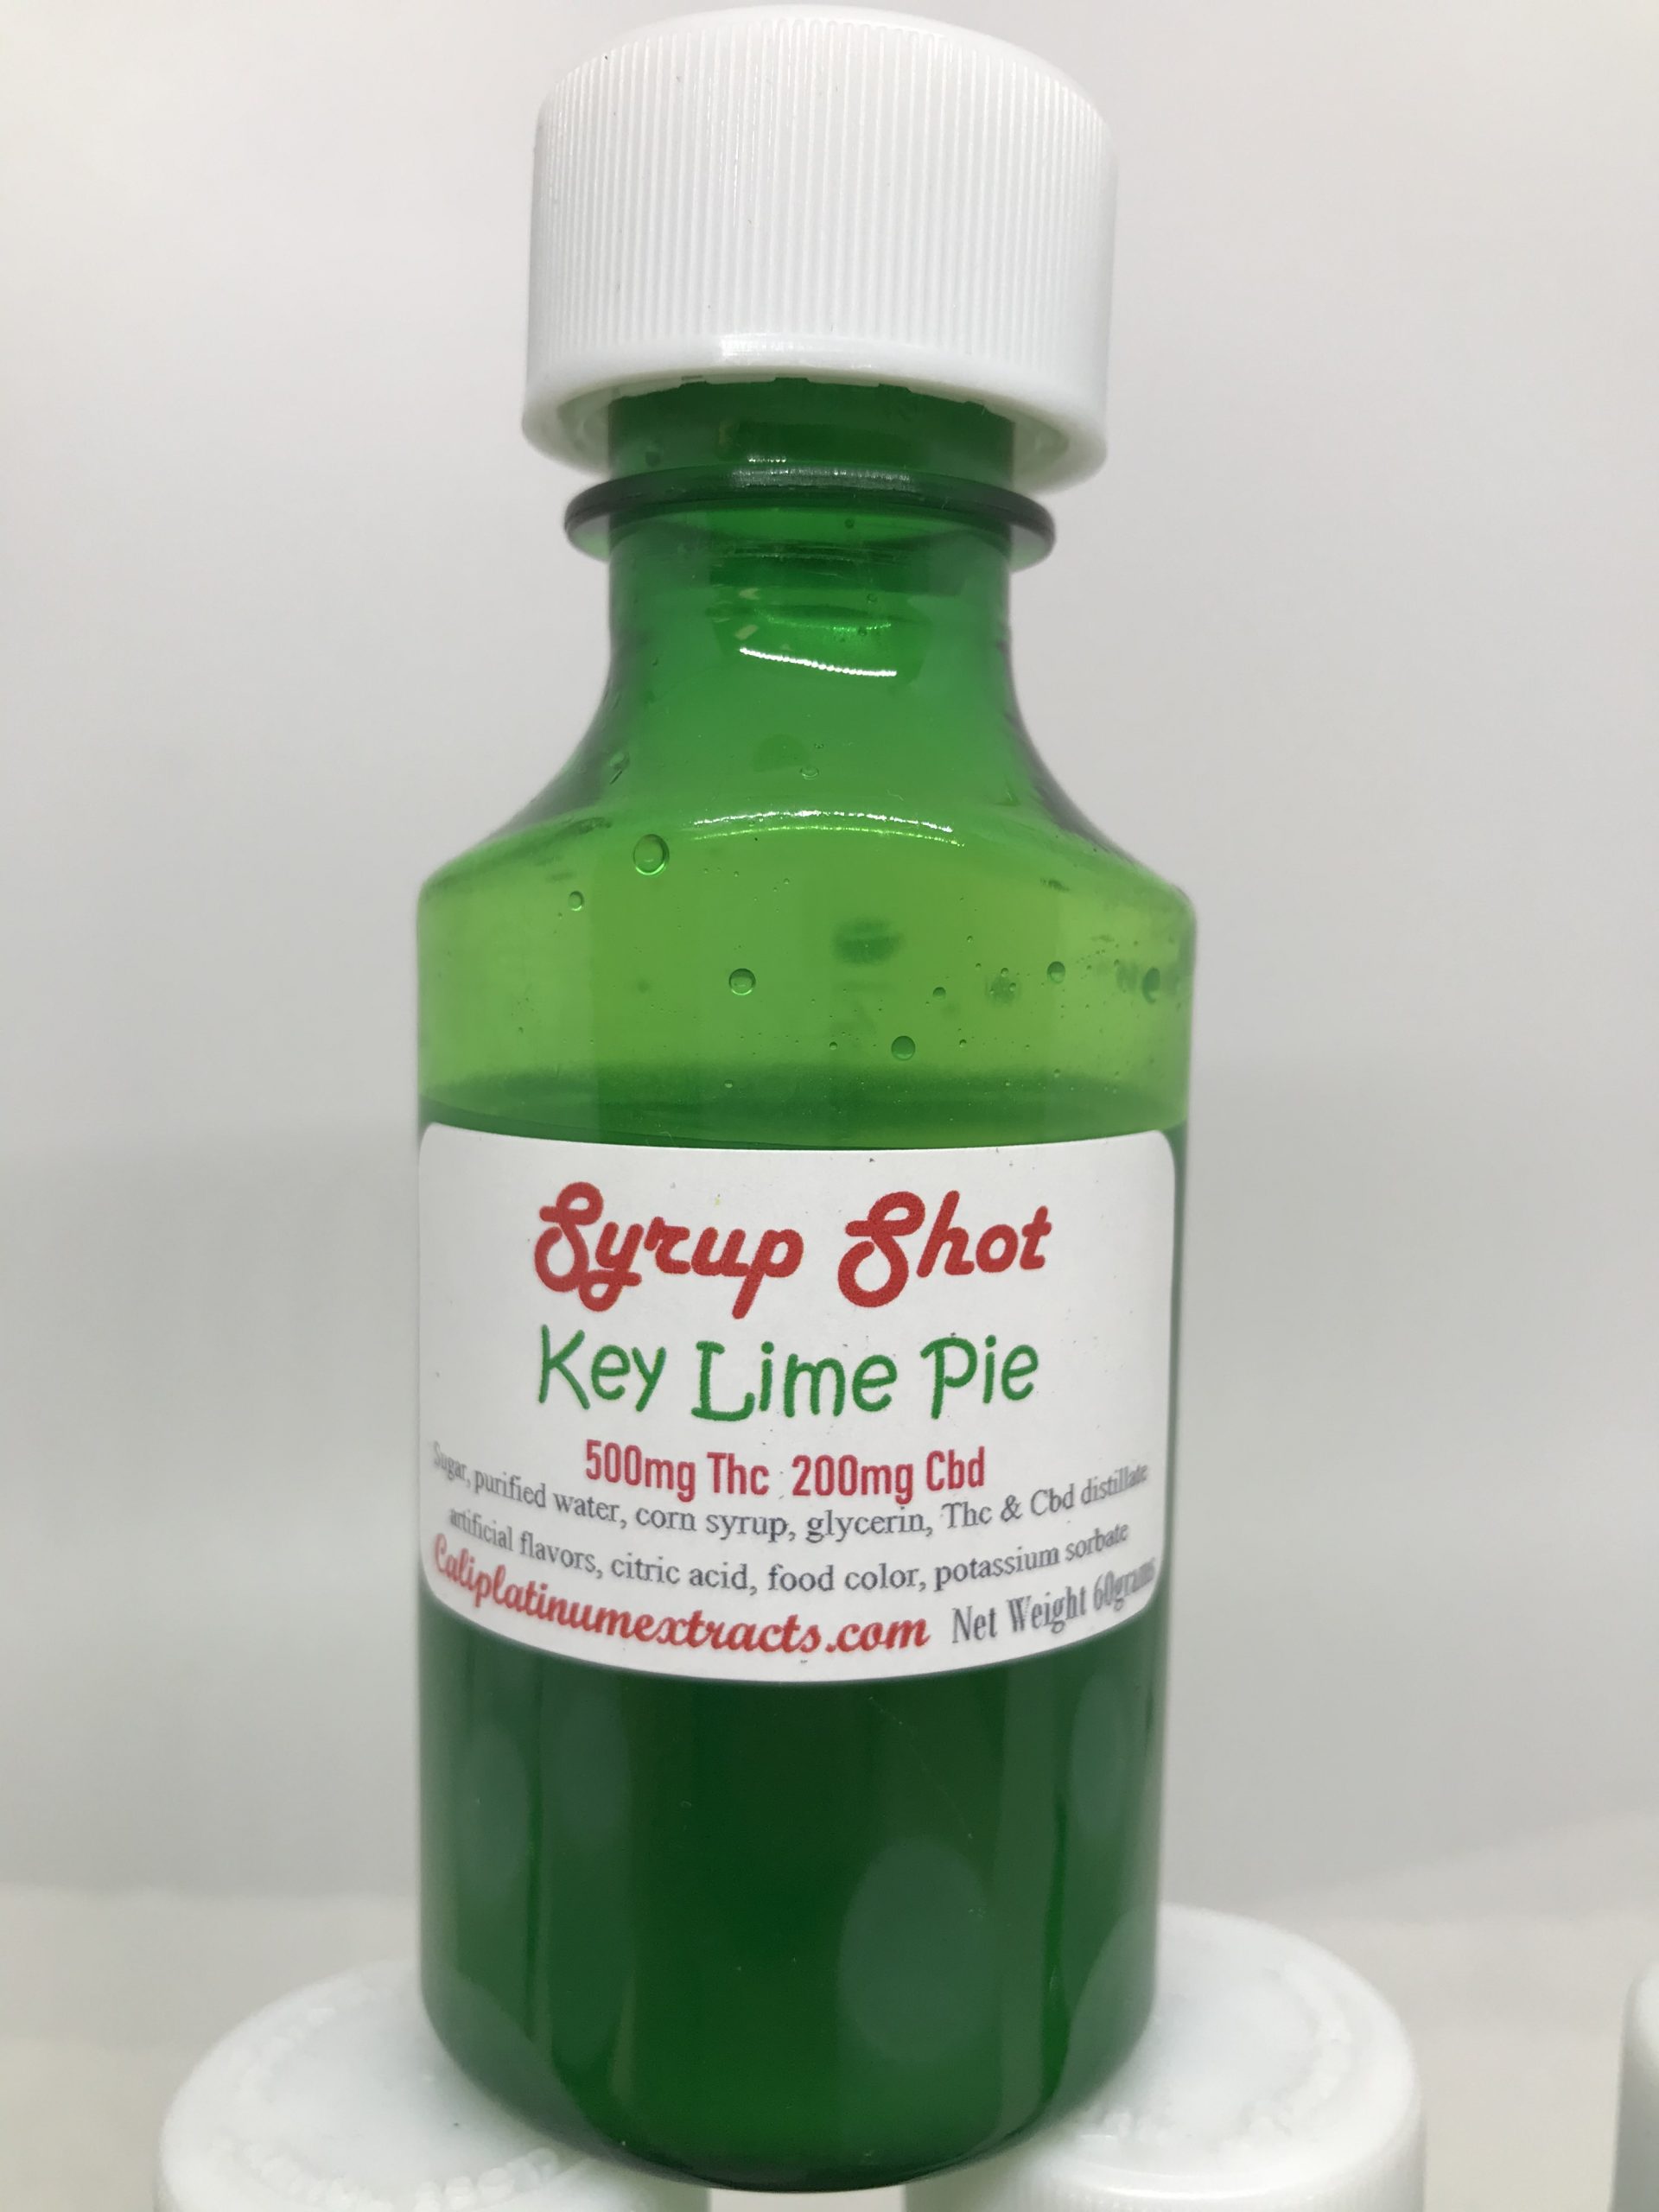 Syrup Shot
Key Lime Pie
500mg Thc 200mg Cbd
Sugar, purified water, corn syrup, glycerin, Thc & Cbd distillate
artificial flavors, citric acid, food color, potassium sorbate
Caliplatinumextracts.com Net Weight 60grams